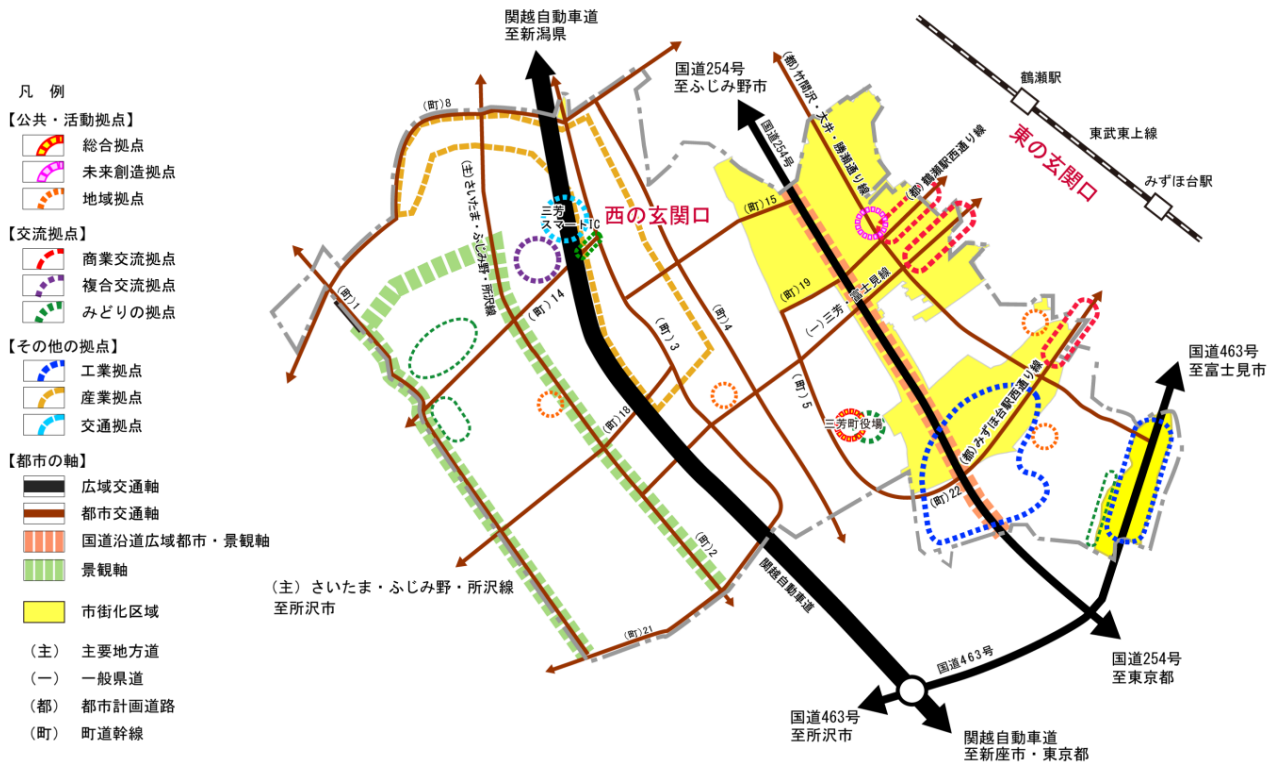 凡 例
【公共・活動拠点】
総合拠点
未来創造拠点
地域拠点
【交流拠点】
商業交流拠点
複合交流拠点
みどりの拠点
【その他の拠点】
工業拠点
産業拠点
交通拠点
【都市の軸】
広域交通軸
都市交通軸
国道沿道広域都市・景観軸
景観軸
市街化区域
（主） 主要地方道
（一） 一般県道
（都） 都市計画道路
（町） 町道幹線
関越自動車道
至新潟県
国道254号
至ふじみ野市
（都）竹間沢・大井・勝瀬通り線
鶴瀬駅
東武東上線
東の玄関口
みずほ台駅
（町）8
国道254号
（都）鶴瀬駅西通り線
（主）さいたま・ふじみ野・所沢線
三芳
スマートIC
西の玄関口
（町）15
（町）1
（町）14
（町）19
（一）三芳・富士見線
（町）3
（町）4
国道463号
至富士見市
（町）5
（町）18
三芳町役場
（都）みずほ台駅西通り線
（町）22
（町）2
（主）さいたま・ふじみ野・所沢線
至所沢市
関越自動車道
（町）21
国道463号
国道254号
至東京都
国道463号
至所沢市
関越自動車道
至新座市・東京都